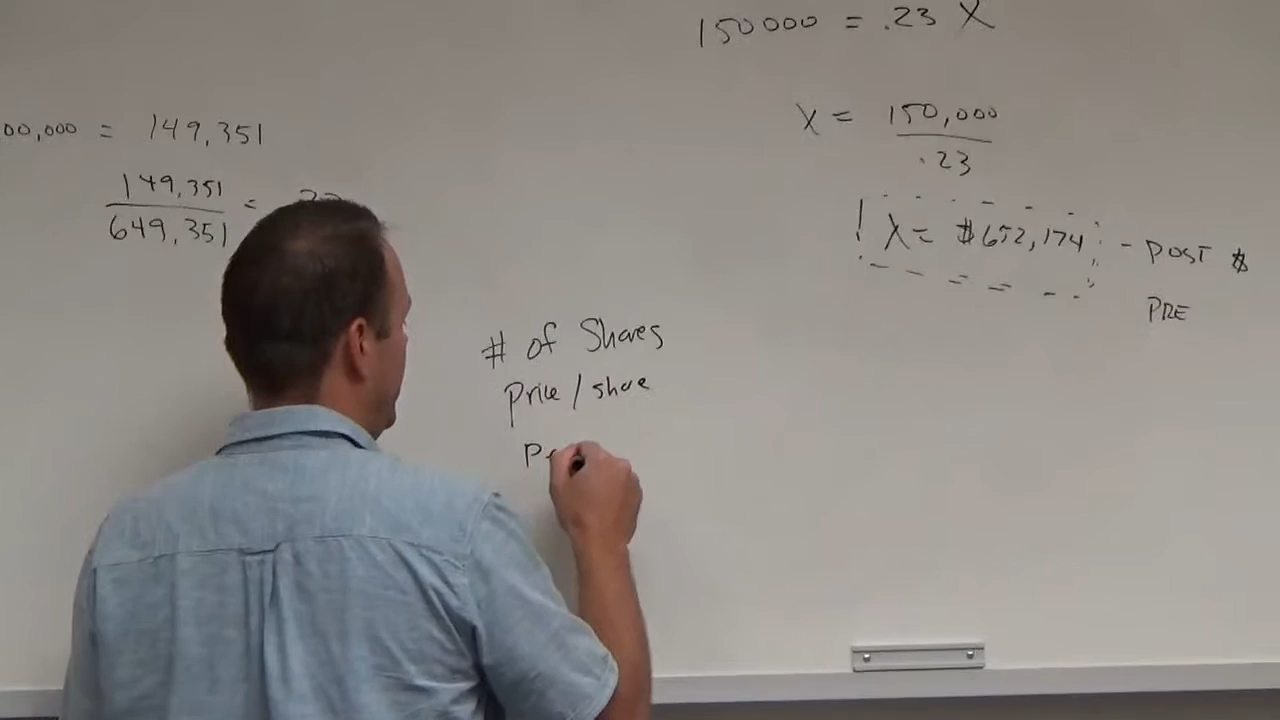 150000 = .23 X
00,000 = 149,351
149,351
649,351 =
X = 150,000
.23
X = $652,174 - POST $
PRE
# of Shares
Price / share